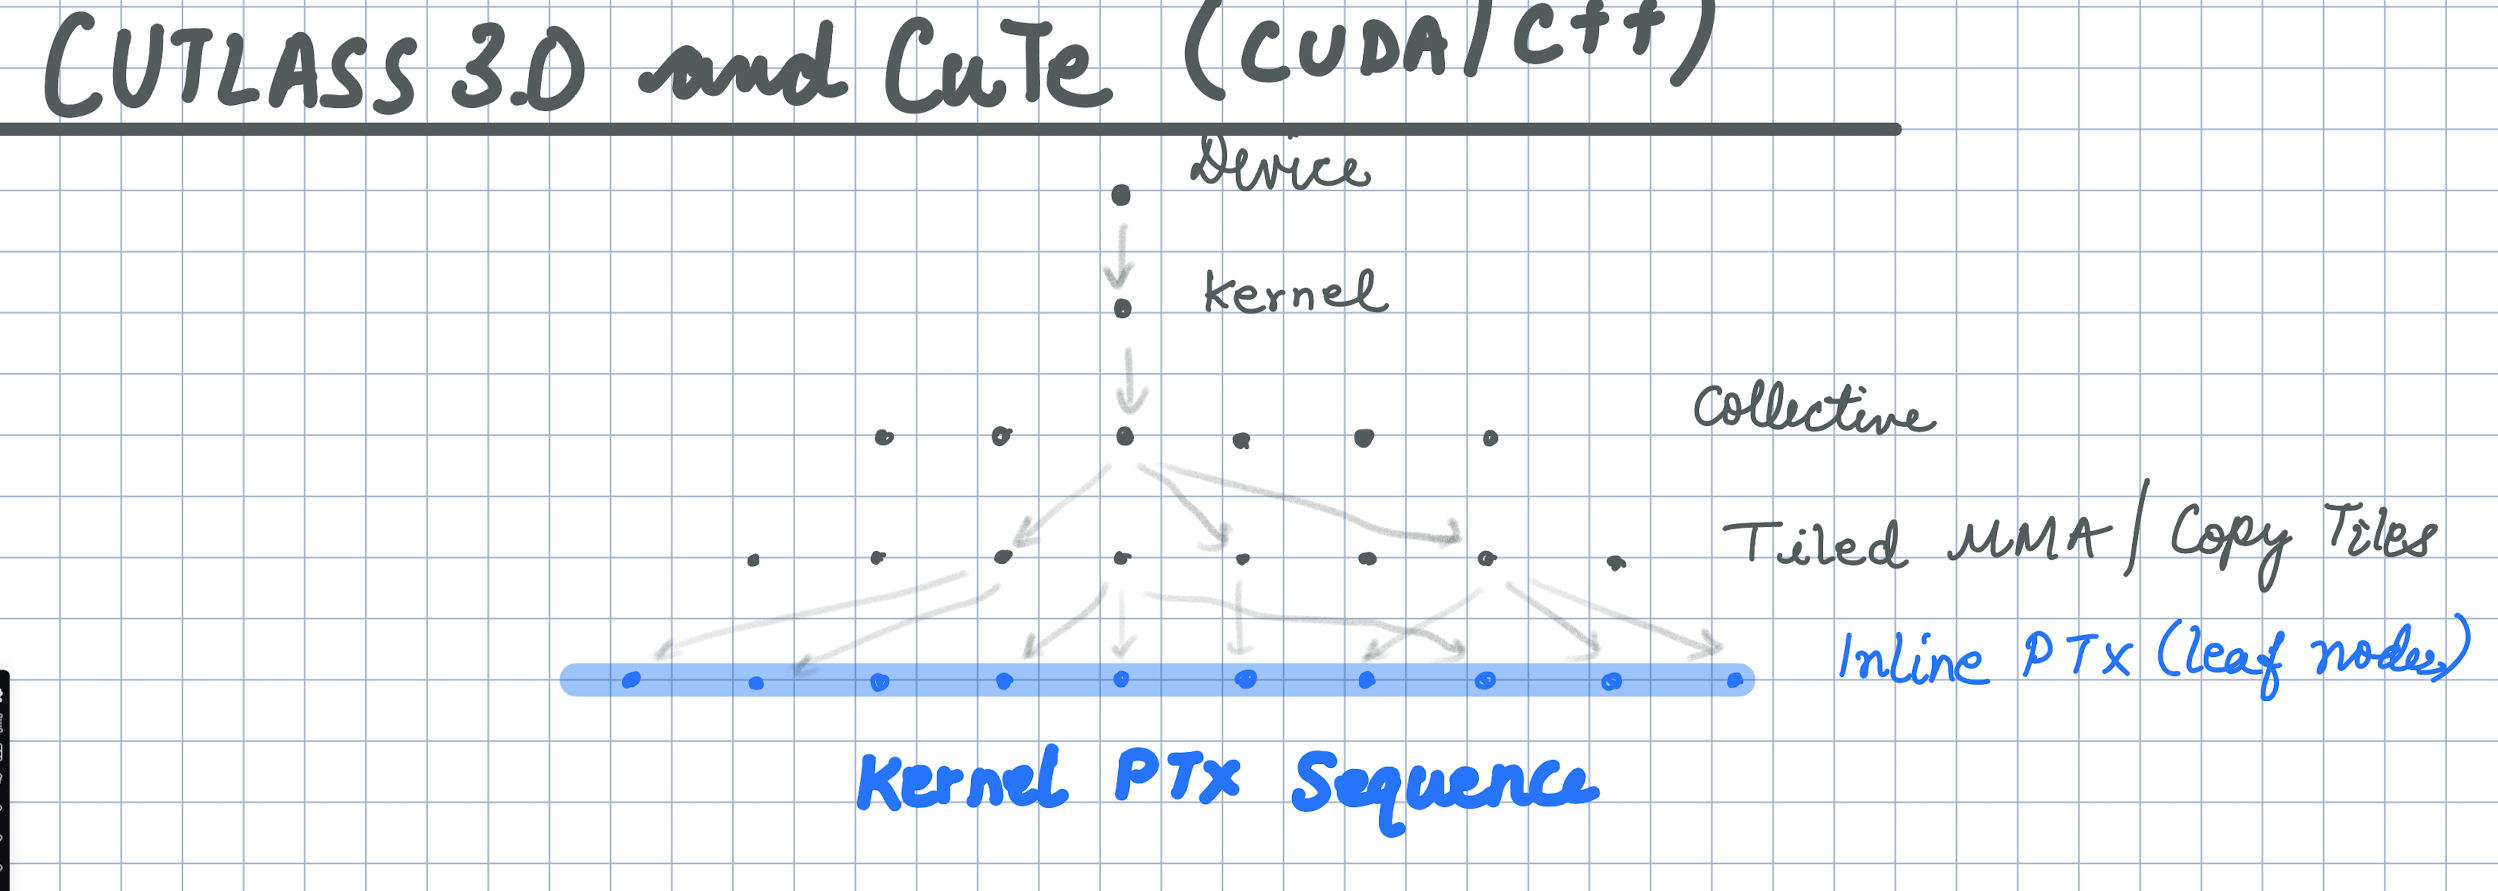 CUTLASS 3.0 and CuTe (CUDA/C++)
Device
Kernel
Collective
Tiled MMA/Copy Tiles
Inline PTX (leaf nodes)
Kernel PTX Sequence